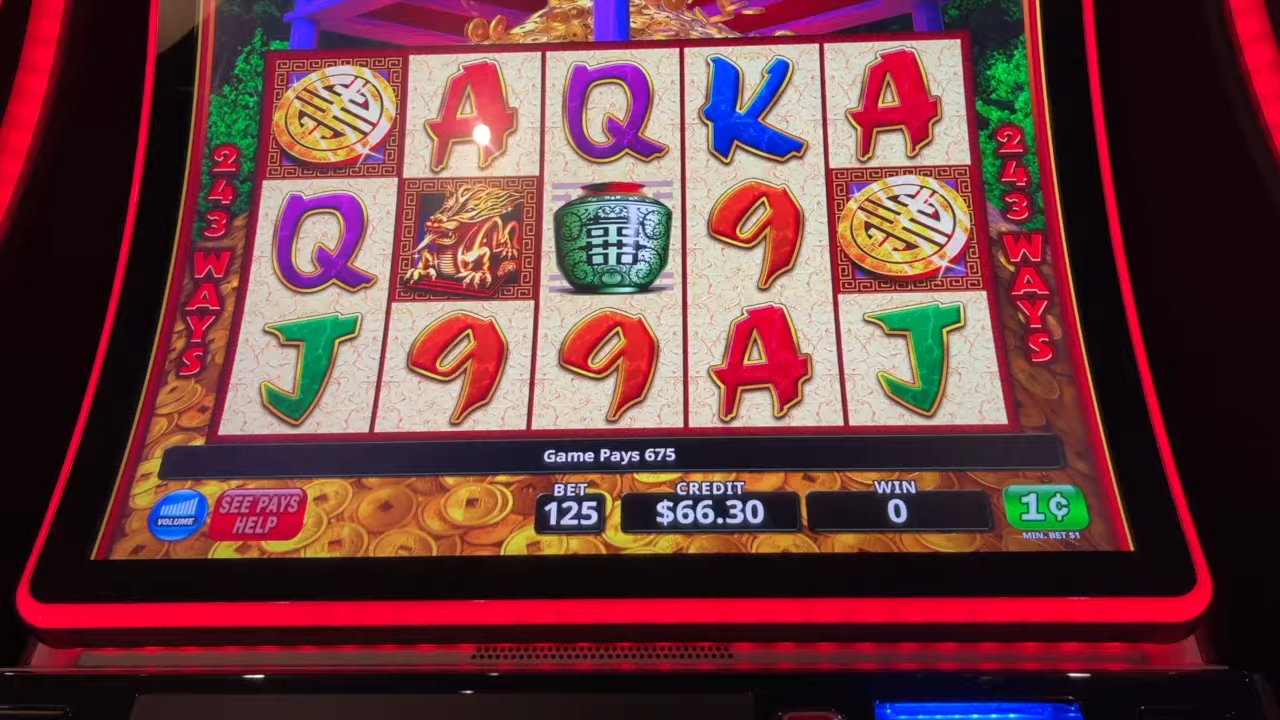 A Q K A
Q 9
J 9 9 A J
243 WAYS
243 WAYS
Game Pays 675
VOLUME
SEE PAYS
HELP
BET
125
CREDIT
$66.30
WIN
0
1¢
MIN. BET $1